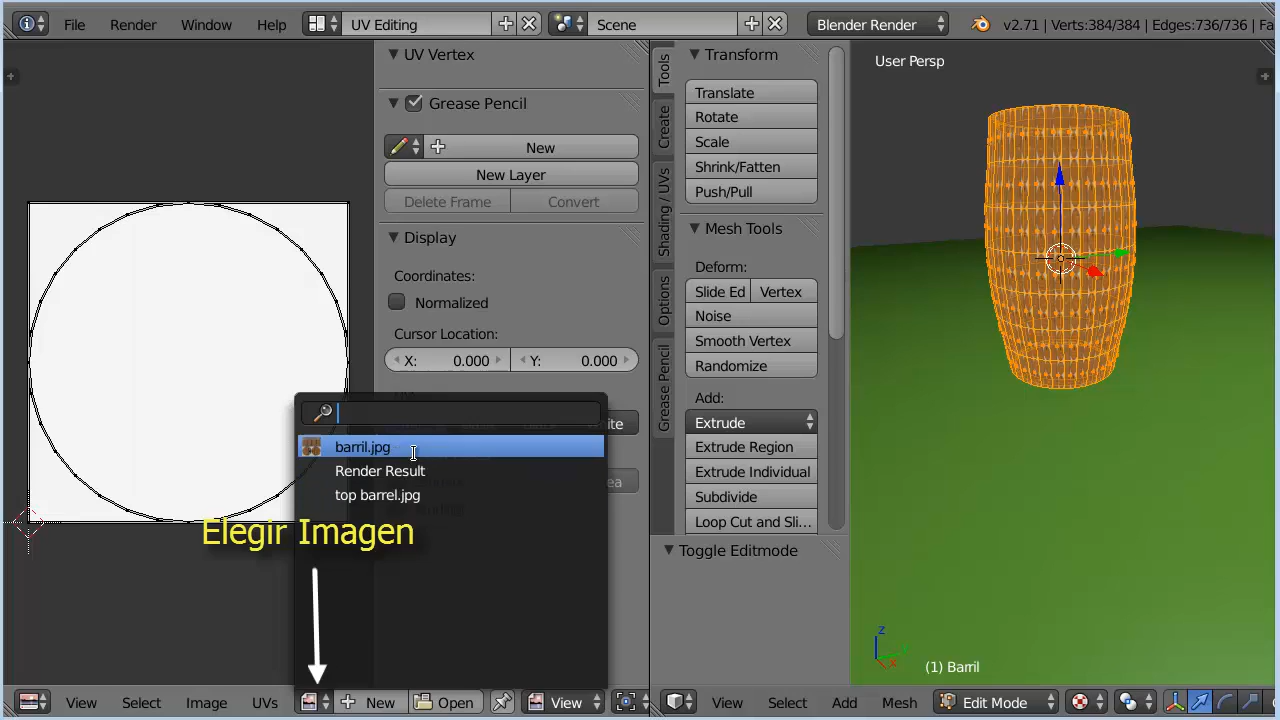 File Render Window Help UV Editing Scene Blender Render v2.71 | Verts:384/384 | Edges:736/736 | Fa
UV Vertex
Grease Pencil
New
New Layer
Delete Frame Convert
Display
Coordinates:
Normalized
Cursor Location:
X: 0.000 Y: 0.000
barril.jpg
Render Result
top barrel.jpg
Elegir Imagen
View Select Image UVs New Open View
Tools
Create
Shading / UVs
Options
Grease Pencil
Transform
Translate
Rotate
Scale
Shrink/Fatten
Push/Pull
Mesh Tools
Deform:
Slide Ed Vertex
Noise
Smooth Vertex
Randomize
Add:
Extrude
Extrude Region
Extrude Individual
Subdivide
Loop Cut and Sli...
Toggle Editmode
User Persp
z
(1) Barril
View Select Add Mesh Edit Mode